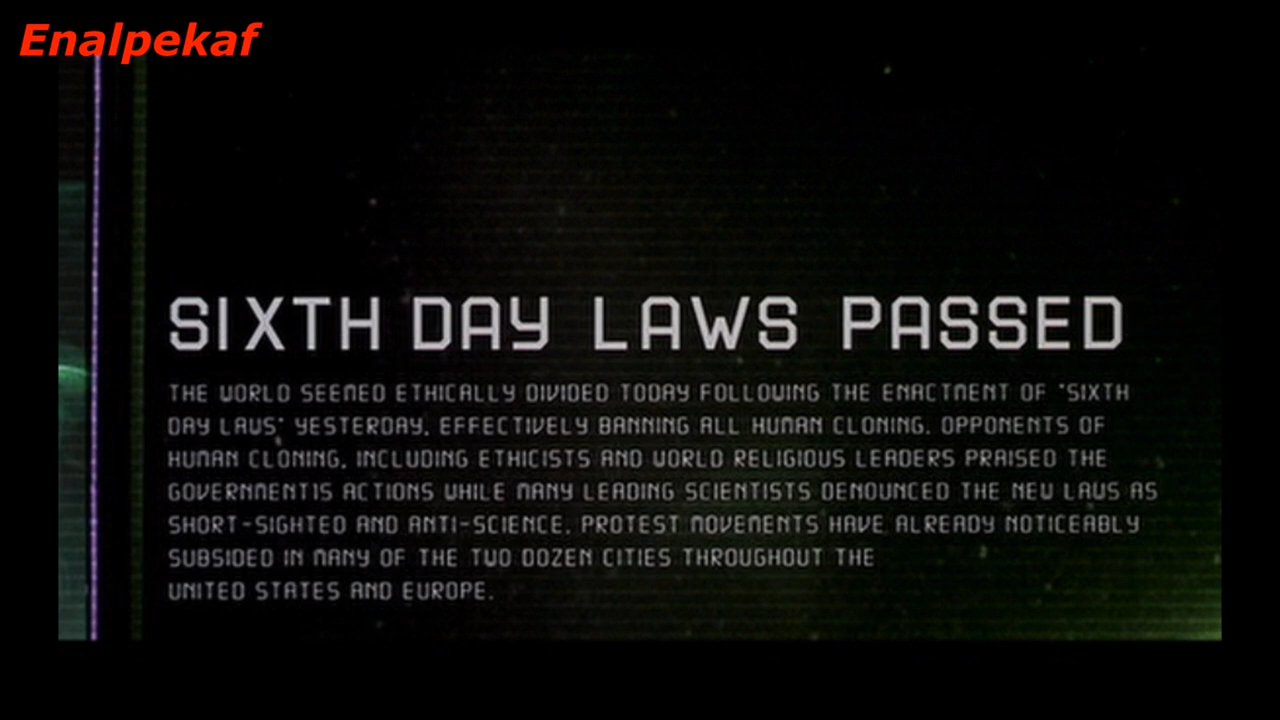 Enalpekaf
SIXTH DAY LAWS PASSED
THE WORLD SEEMED ETHICALLY DIVIDED TODAY FOLLOWING THE ENACTMENT OF "SIXTH
DAY LAWS" YESTERDAY, EFFECTIVELY BANNING ALL HUMAN CLONING. OPPONENTS OF
HUMAN CLONING, INCLUDING ETHICISTS AND WORLD RELIGIOUS LEADERS PRAISED THE
GOVERNMENTIS ACTIONS WHILE MANY LEADING SCIENTISTS DENOUNCED THE NEW LAWS AS
SHORT-SIGHTED AND ANTI-SCIENCE. PROTEST MOVEMENTS HAVE ALREADY NOTICEABLY
SUBSIDED IN MANY OF THE TWO DOZEN CITIES THROUGHOUT THE
UNITED STATES AND EUROPE.